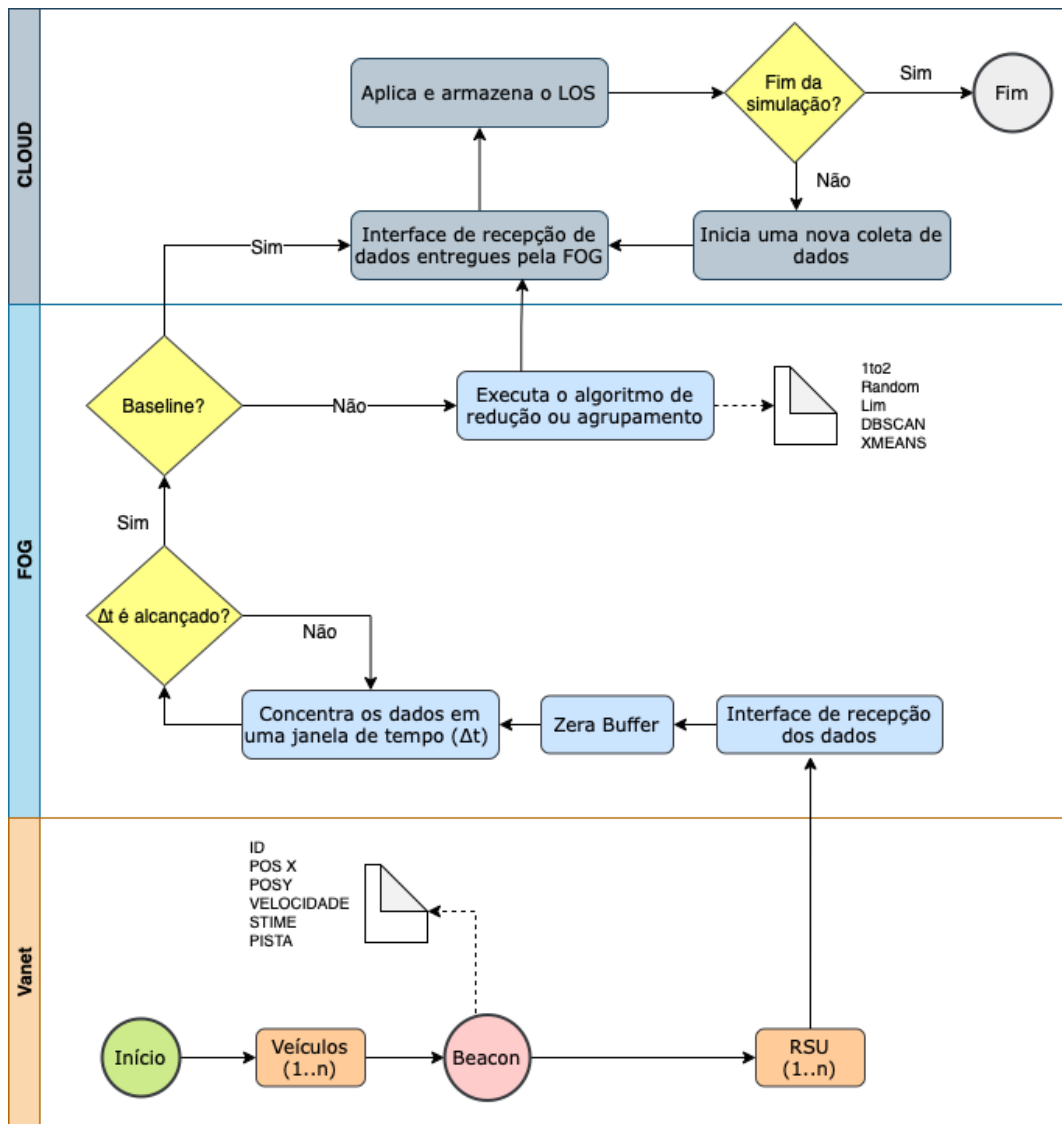 CLOUD
Aplica e armazena o LOS
Fim da
simulação?
Sim
Fim
Não
Sim
Interface de recepção de
dados entregues pela FOG
Inicia uma nova coleta de
dados
FOG
Baseline?
Não
Executa o algoritmo de
redução ou agrupamento
1to2
Random
Lim
DBSCAN
XMEANS
Sim
Δt é alcançado?
Não
Concentra os dados em
uma janela de tempo (Δt)
Zera Buffer
Interface de recepção
dos dados
Vanet
ID
POS X
POSY
VELOCIDADE
STIME
PISTA
Início
Veículos
(1..n)
Beacon
RSU
(1..n)